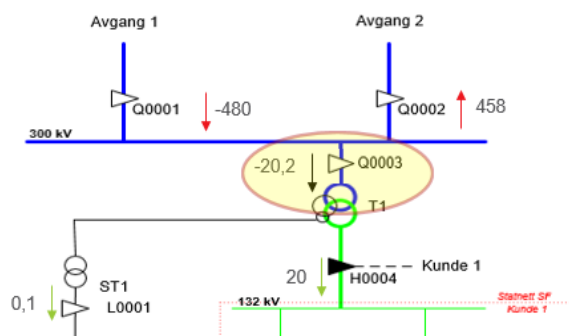 Avgang 1
Avgang 2
Q0001
-480
Q0002
458
300 kV
-20,2
Q0003
T1
Kunde 1
20
H0004
ST1
0,1
L0001
132 kV
Statnett SF
Kunde 1